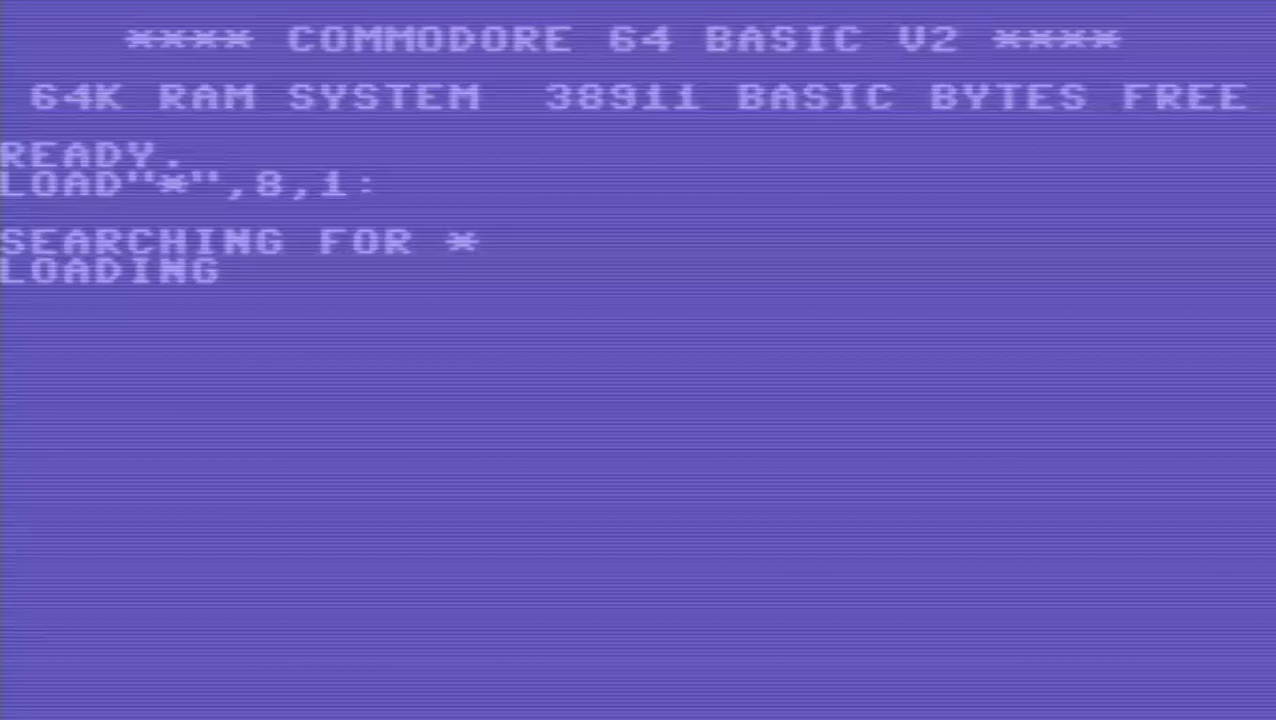 **** COMMODORE 64 BASIC V2 ****
64K RAM SYSTEM  38911 BASIC BYTES FREE
READY.
LOAD"*",8,1:
SEARCHING FOR *
LOADING